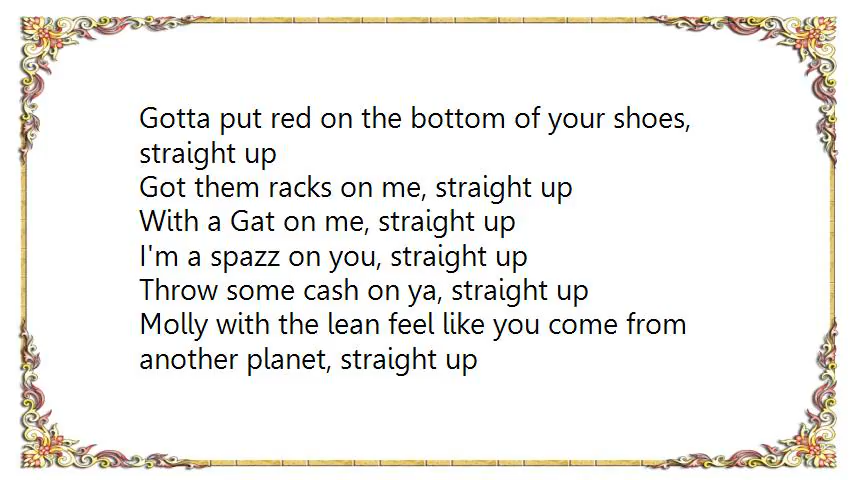 Gotta put red on the bottom of your shoes,
straight up
Got them racks on me, straight up
With a Gat on me, straight up
I'm a spazz on you, straight up
Throw some cash on ya, straight up
Molly with the lean feel like you come from
another planet, straight up